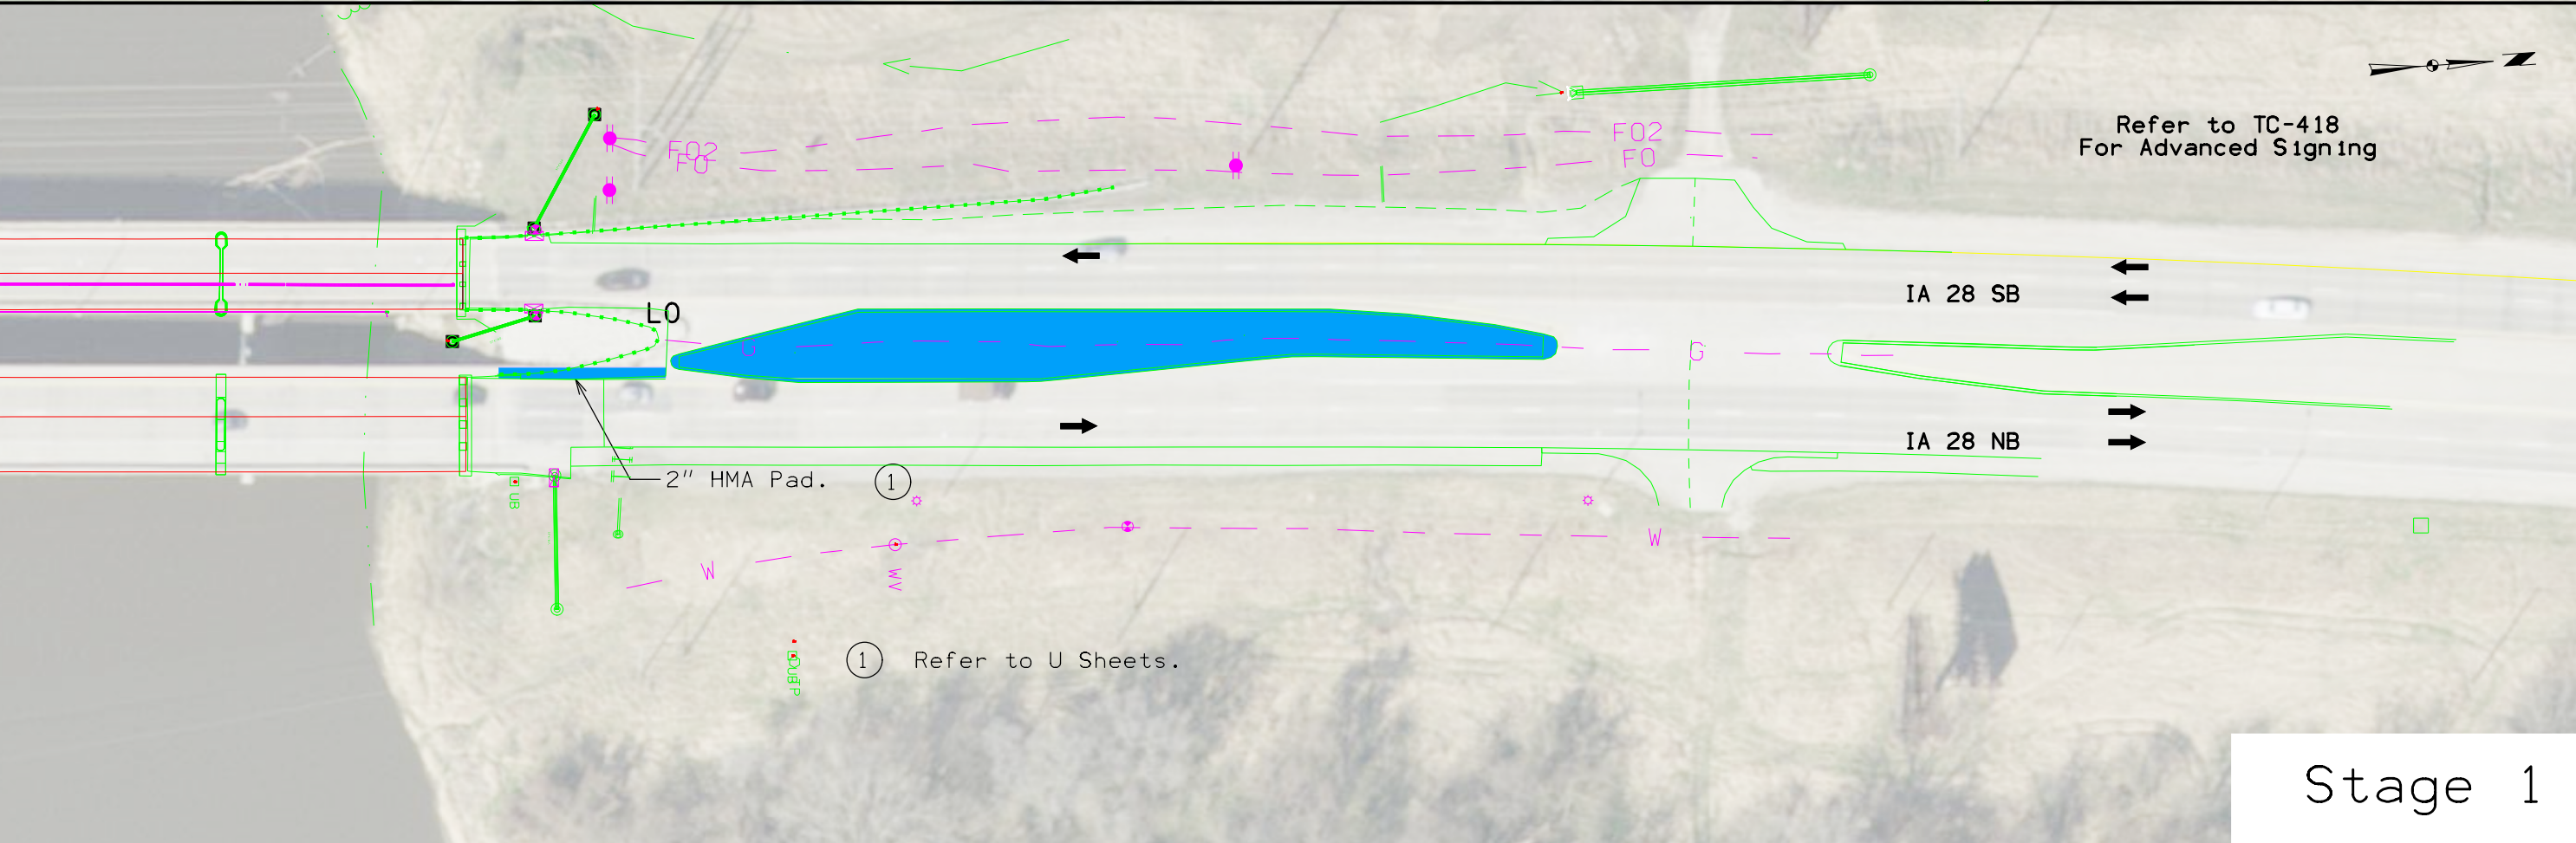 Refer to TC-418
For Advanced Signing
FO2
FO
FO2
FO
IA 28 SB
LO
G
G
IA 28 NB
2" HMA Pad. 1
UB
W
W
W
1 Refer to U Sheets.
Stage 1